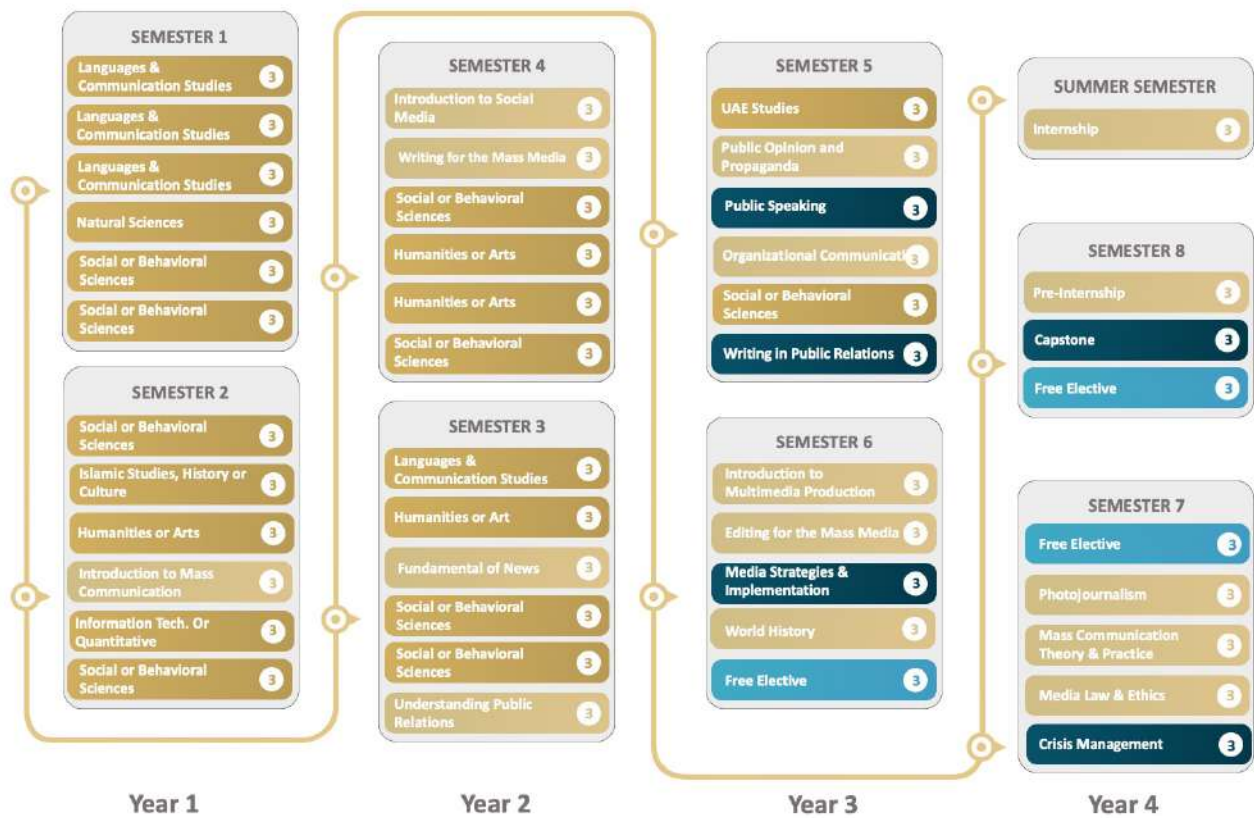 SEMESTER 1
Languages &
Communication Studies
3
Languages &
Communication Studies
3
Languages &
Communication Studies
3
Natural Sciences
3
Social or Behavioral
Sciences
3
Social or Behavioral
Sciences
3
SEMESTER 2
Social or Behavioral
Sciences
3
Islamic Studies, History or
Culture
3
Humanities or Arts
3
Introduction to Mass
Communication
3
Information Tech. Or
Quantitative
3
Social or Behavioral
Sciences
3
Year 1
SEMESTER 4
Introduction to Social
Media
3
Writing for the Mass Media
3
Social or Behavioral
Sciences
3
Humanities or Arts
3
Humanities or Arts
3
Social or Behavioral
Sciences
3
SEMESTER 3
Languages &
Communication Studies
3
Humanities or Art
3
Fundamental of News
3
Social or Behavioral
Sciences
3
Social or Behavioral
Sciences
3
Understanding Public
Relations
3
Year 2
SEMESTER 5
UAE Studies
3
Public Opinion and
Propaganda
3
Public Speaking
3
Organizational Communicati
3
Social or Behavioral
Sciences
3
Writing in Public Relations
3
SEMESTER 6
Introduction to
Multimedia Production
3
Editing for the Mass Media
3
Media Strategies &
Implementation
3
World History
3
Free Elective
3
Year 3
SUMMER SEMESTER
Internship
3
SEMESTER 8
Pre-Internship
3
Capstone
3
Free Elective
3
SEMESTER 7
Free Elective
3
Photojournalism
3
Mass Communication
Theory & Practice
3
Media Law & Ethics
3
Crisis Management
3
Year 4